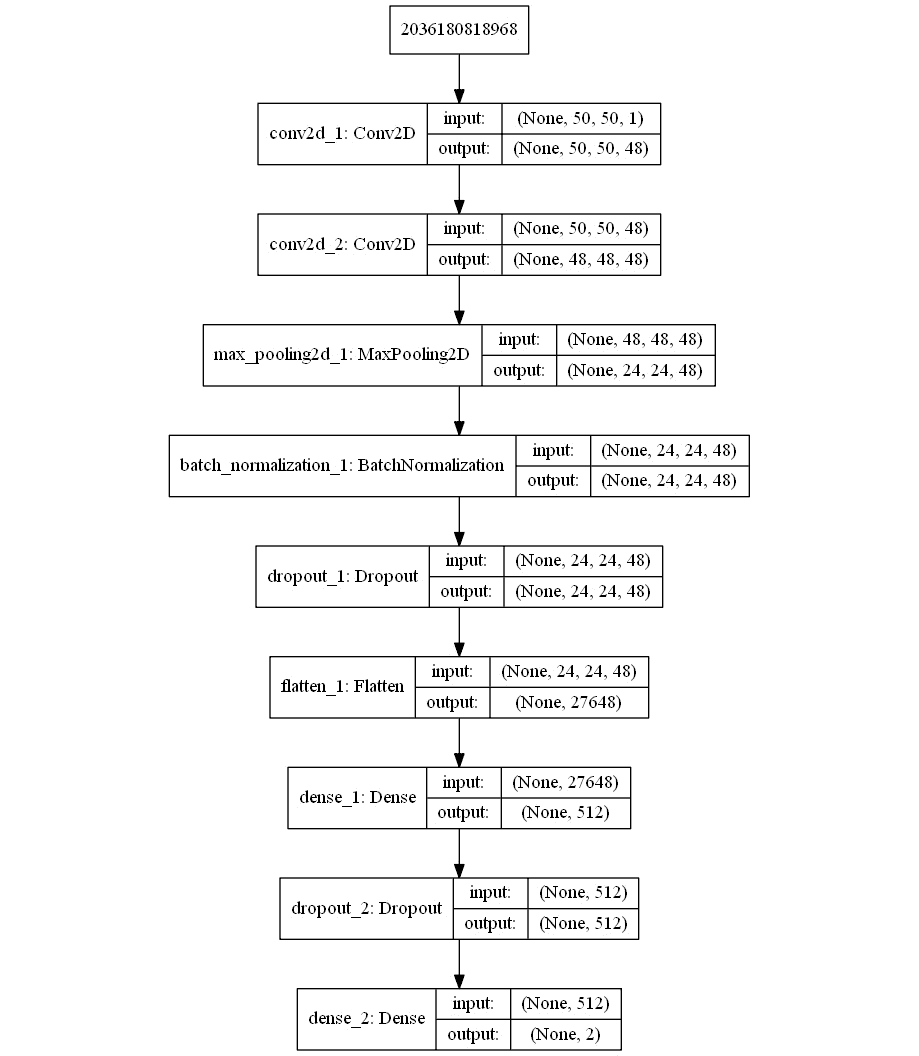 2036180818968
conv2d_1: Conv2D
input: (None, 50, 50, 1)
output: (None, 50, 50, 48)
conv2d_2: Conv2D
input: (None, 50, 50, 48)
output: (None, 48, 48, 48)
max_pooling2d_1: MaxPooling2D
input: (None, 48, 48, 48)
output: (None, 24, 24, 48)
batch_normalization_1: BatchNormalization
input: (None, 24, 24, 48)
output: (None, 24, 24, 48)
dropout_1: Dropout
input: (None, 24, 24, 48)
output: (None, 24, 24, 48)
flatten_1: Flatten
input: (None, 24, 24, 48)
output: (None, 27648)
dense_1: Dense
input: (None, 27648)
output: (None, 512)
dropout_2: Dropout
input: (None, 512)
output: (None, 512)
dense_2: Dense
input: (None, 512)
output: (None, 2)